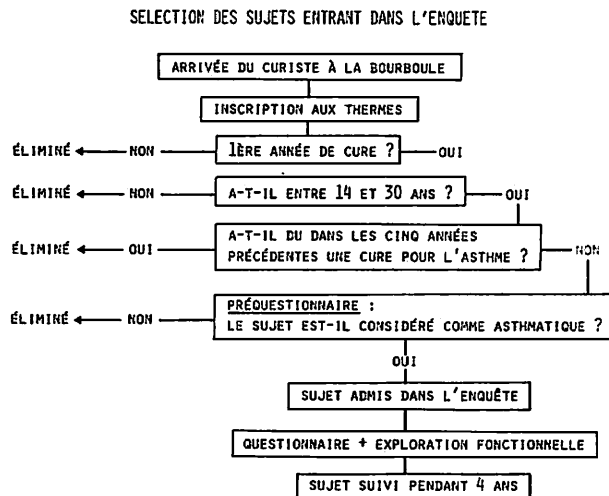 SELECTION DES SUJETS ENTRANT DANS L'ENQUETE
ARRIVÉE DU CURISTE À LA BOURBOULE
INSCRIPTION AUX THERMES
ÉLIMINÉ NON 1ÈRE ANNÉE DE CURE ? OUI
ÉLIMINÉ NON A-T-IL ENTRE 14 ET 30 ANS ? OUI
A-T-IL DU DANS LES CINQ ANNÉES
ÉLIMINÉ OUI PRÉCÉDENTES UNE CURE POUR L'ASTHME ? NON
PRÉQUESTIONNAIRE :
ÉLIMINÉ NON LE SUJET EST-IL CONSIDÉRÉ COMME ASTHMATIQUE ?
OUI
SUJET ADMIS DANS L'ENQUÊTE
QUESTIONNAIRE + EXPLORATION FONCTIONNELLE
SUJET SUIVI PENDANT 4 ANS